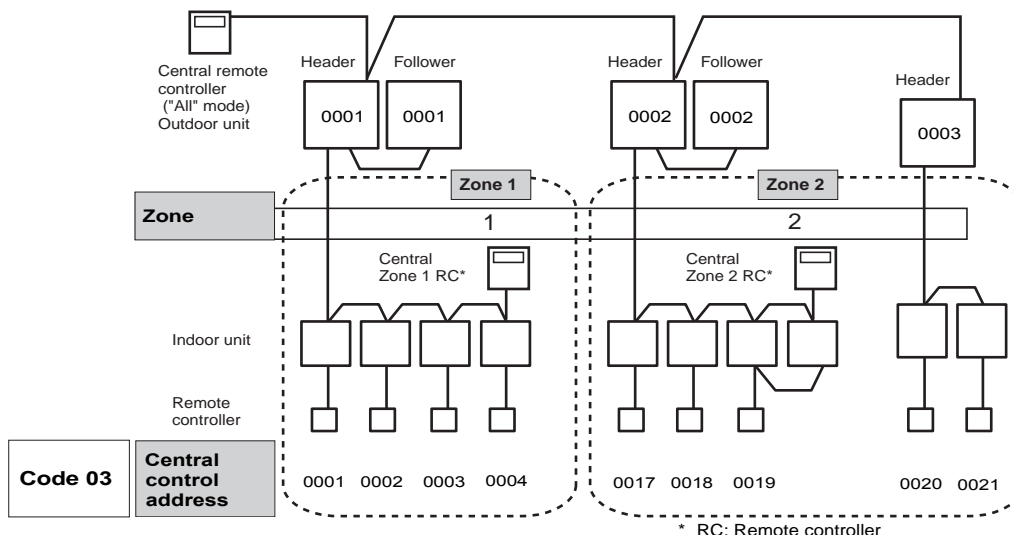 Central remote
controller
("All" mode)
Outdoor unit
Header
Follower
0001
0001
Header
Follower
0002
0002
Header
0003
Zone 1
Zone 2
Zone
1
2
Central
Zone 1 RC*
Central
Zone 2 RC*
Indoor unit
Remote
controller
Code 03
Central
control
address
0001 0002 0003 0004
0017 0018 0019
0020 0021
* RC: Remote controller